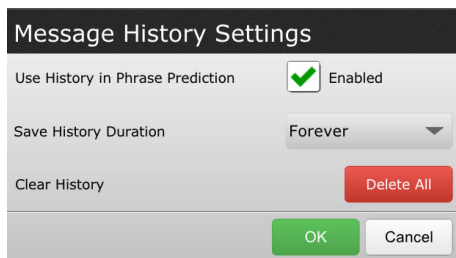 Message History Settings
Use History in Phrase Prediction Enabled
Save History Duration Forever
Clear History Delete All
OK Cancel